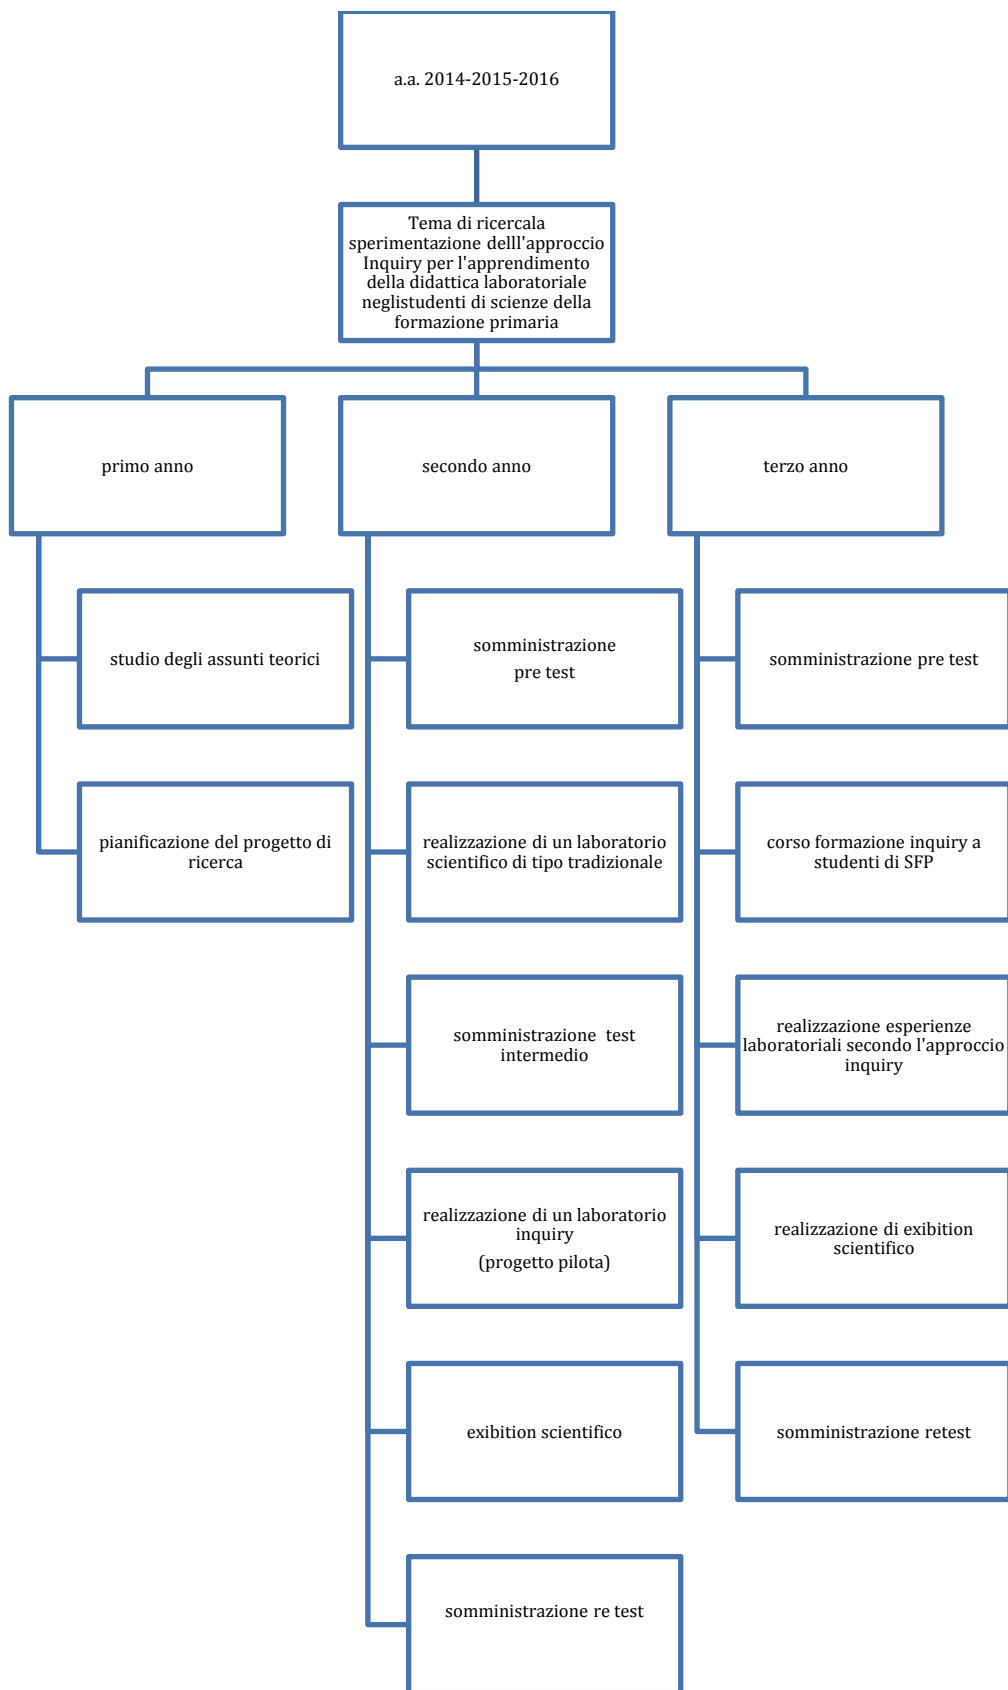 a.a. 2014-2015-2016
Tema di ricercala
sperimentazione delll'approccio
Inquiry per l'apprendimento
della didattica laboratoriale
neglistudenti di scienze della
formazione primaria
primo anno
secondo anno
terzo anno
studio degli assunti teorici
pianificazione del progetto di
ricerca
somministrazione
pre test
realizzazione di un laboratorio
scientifico di tipo tradizionale
somministrazione test
intermedio
realizzazione di un laboratorio
inquiry
(progetto pilota)
exibition scientifico
somministrazione re test
somministrazione pre test
corso formazione inquiry a
studenti di SFP
realizzazione esperienze
laboratoriali secondo l'approccio
inquiry
realizzazione di exibition
scientifico
somministrazione retest